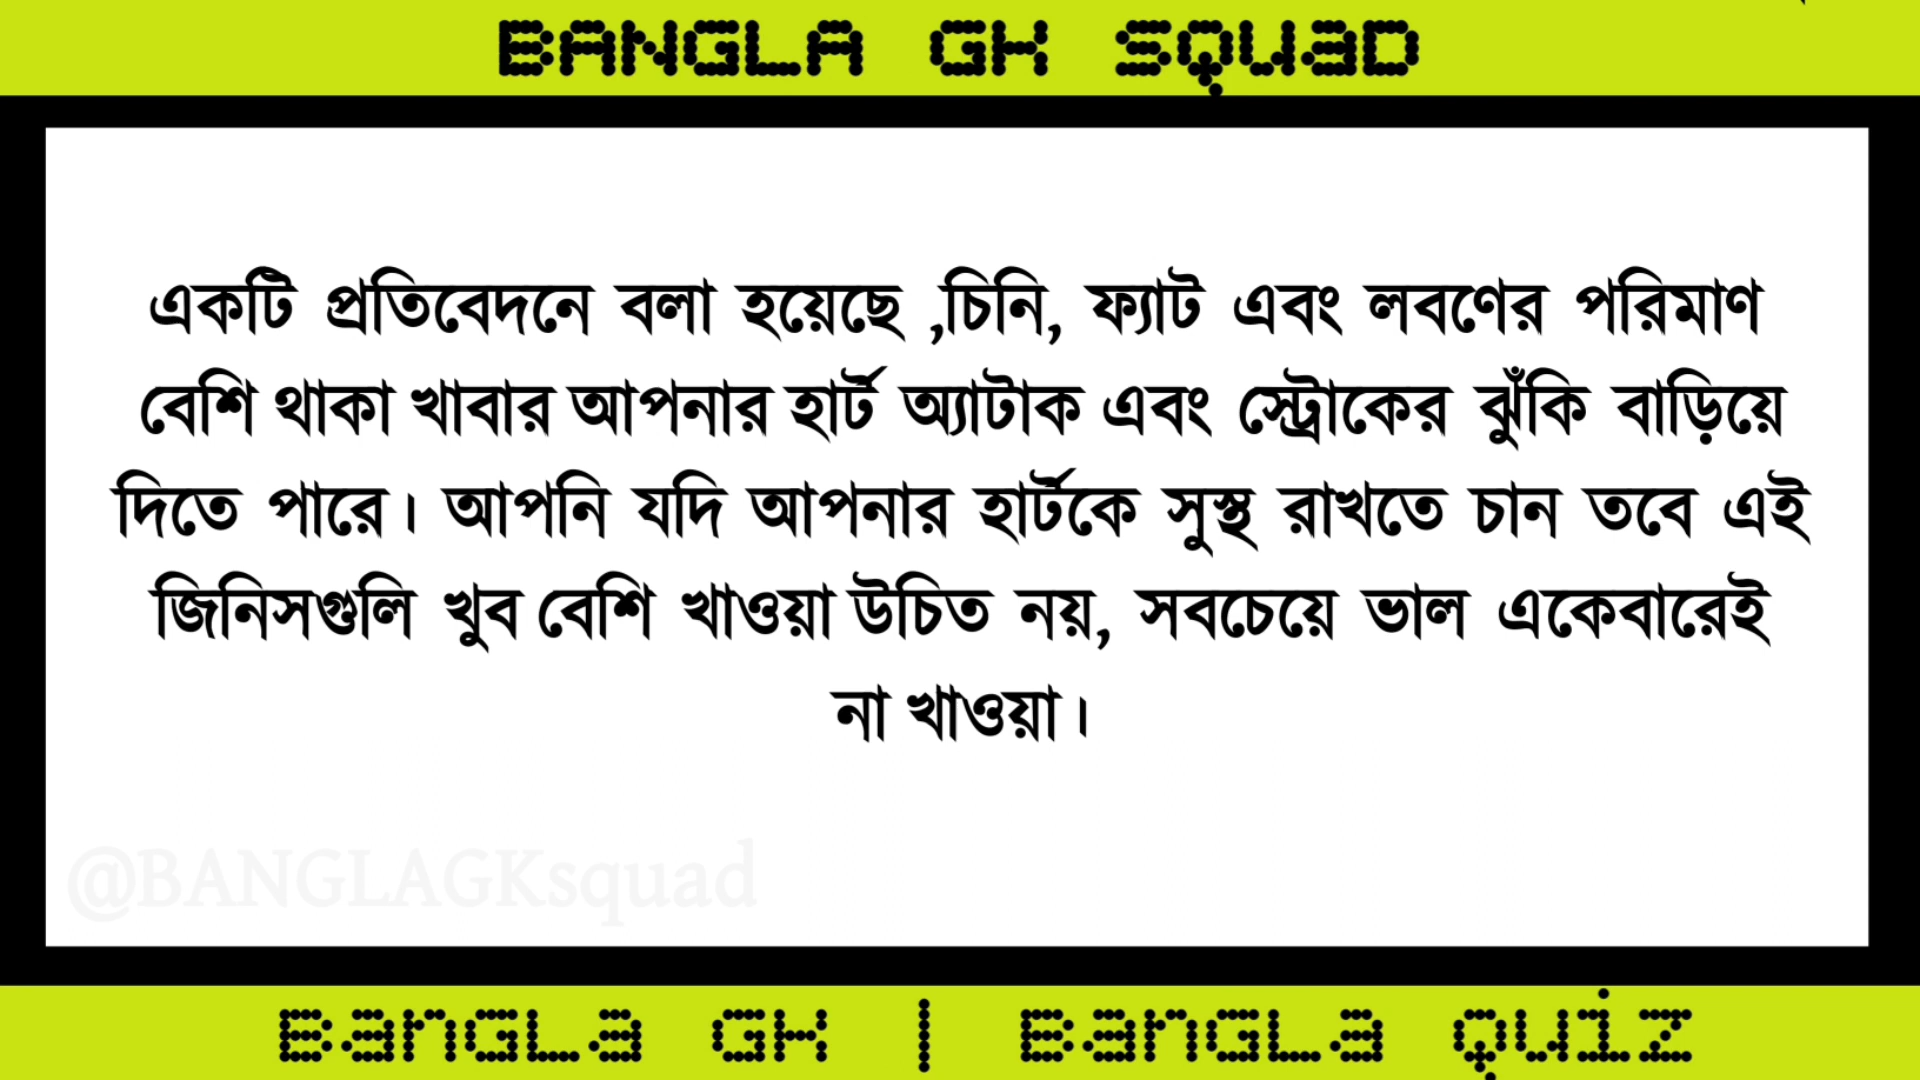 BANGLA GK SQUAD
একটি প্রতিবেদনে বলা হয়েছে ,চিনি, ফ্যাট এবং লবণের পরিমাণ
বেশি থাকা খাবার আপনার হার্ট অ্যাটাক এবং স্ট্রোকের ঝুঁকি বাড়িয়ে
দিতে পারে। আপনি যদি আপনার হার্টকে সুস্থ রাখতে চান তবে এই
জিনিসগুলি খুব বেশি খাওয়া উচিত নয়, সবচেয়ে ভাল একেবারেই
না খাওয়া।
@BANGLAGKsquad
BANGLA GK | BANGLA QUIZ